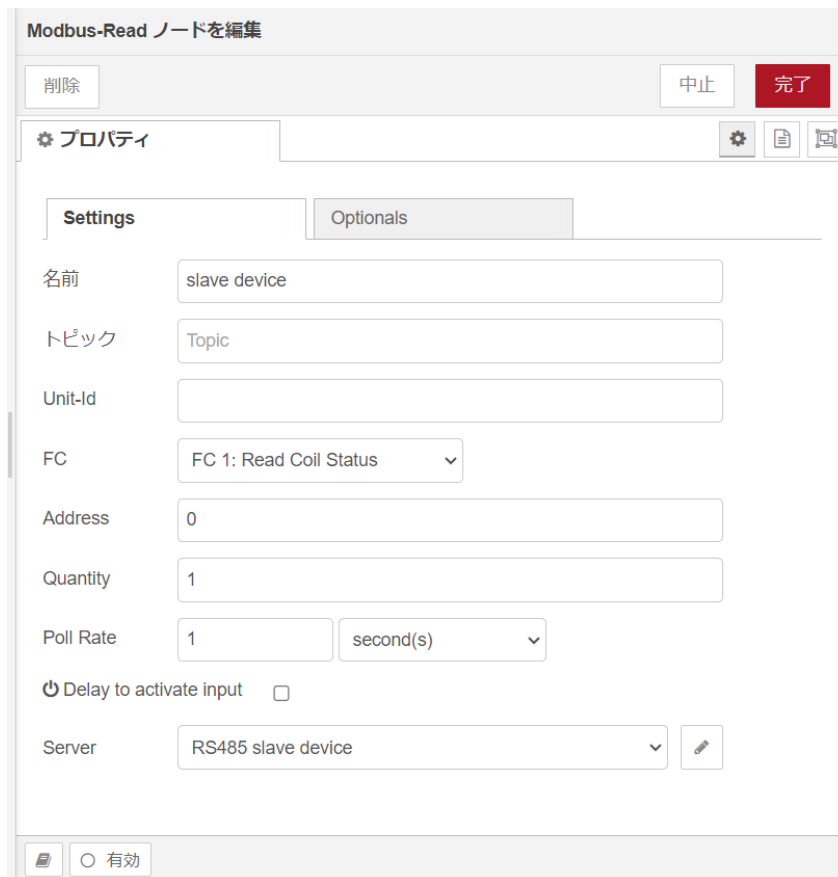 Modbus-Read ノードを編集
削除
中止
完了
プロパティ
Settings
Optionals
名前
slave device
トピック
Topic
Unit-Id
FC
FC 1: Read Coil Status
Address
0
Quantity
1
Poll Rate
1
second(s)
Delay to activate input
Server
RS485 slave device
有効